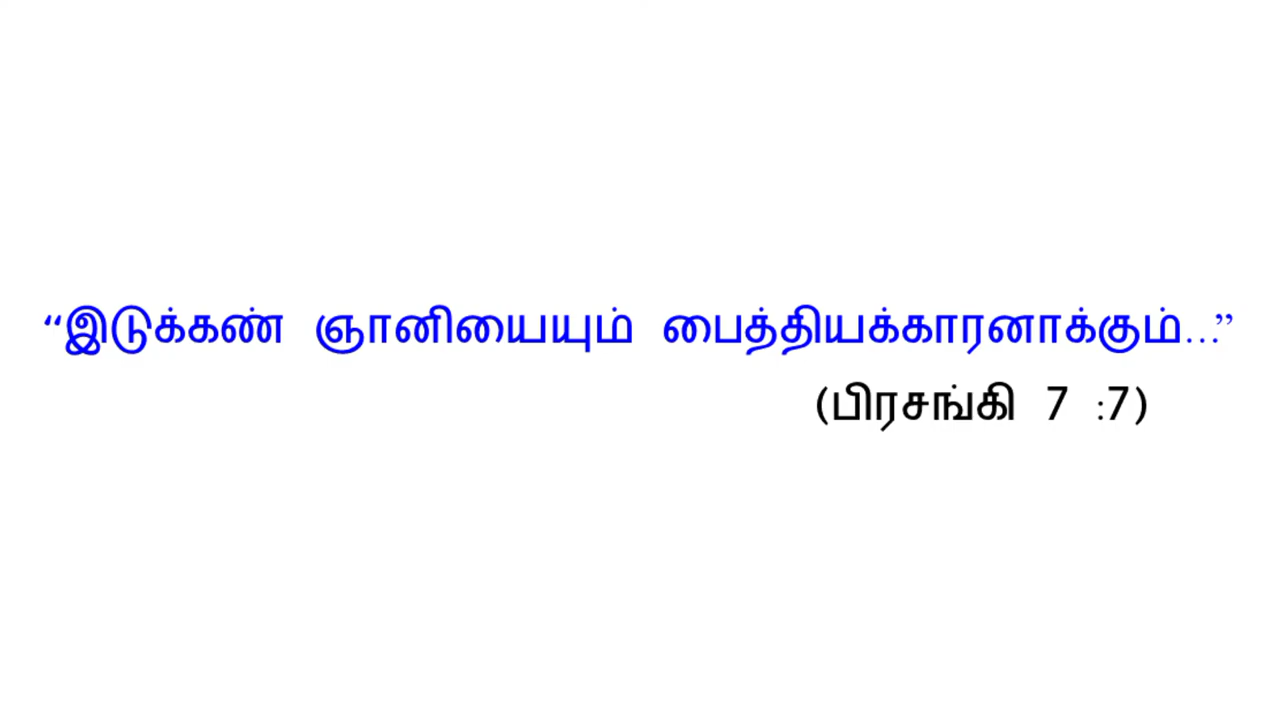 “இடுக்கண் ஞானியையும் பைத்தியக்காரனாக்கும்...”
(பிரசங்கி 7 :7)